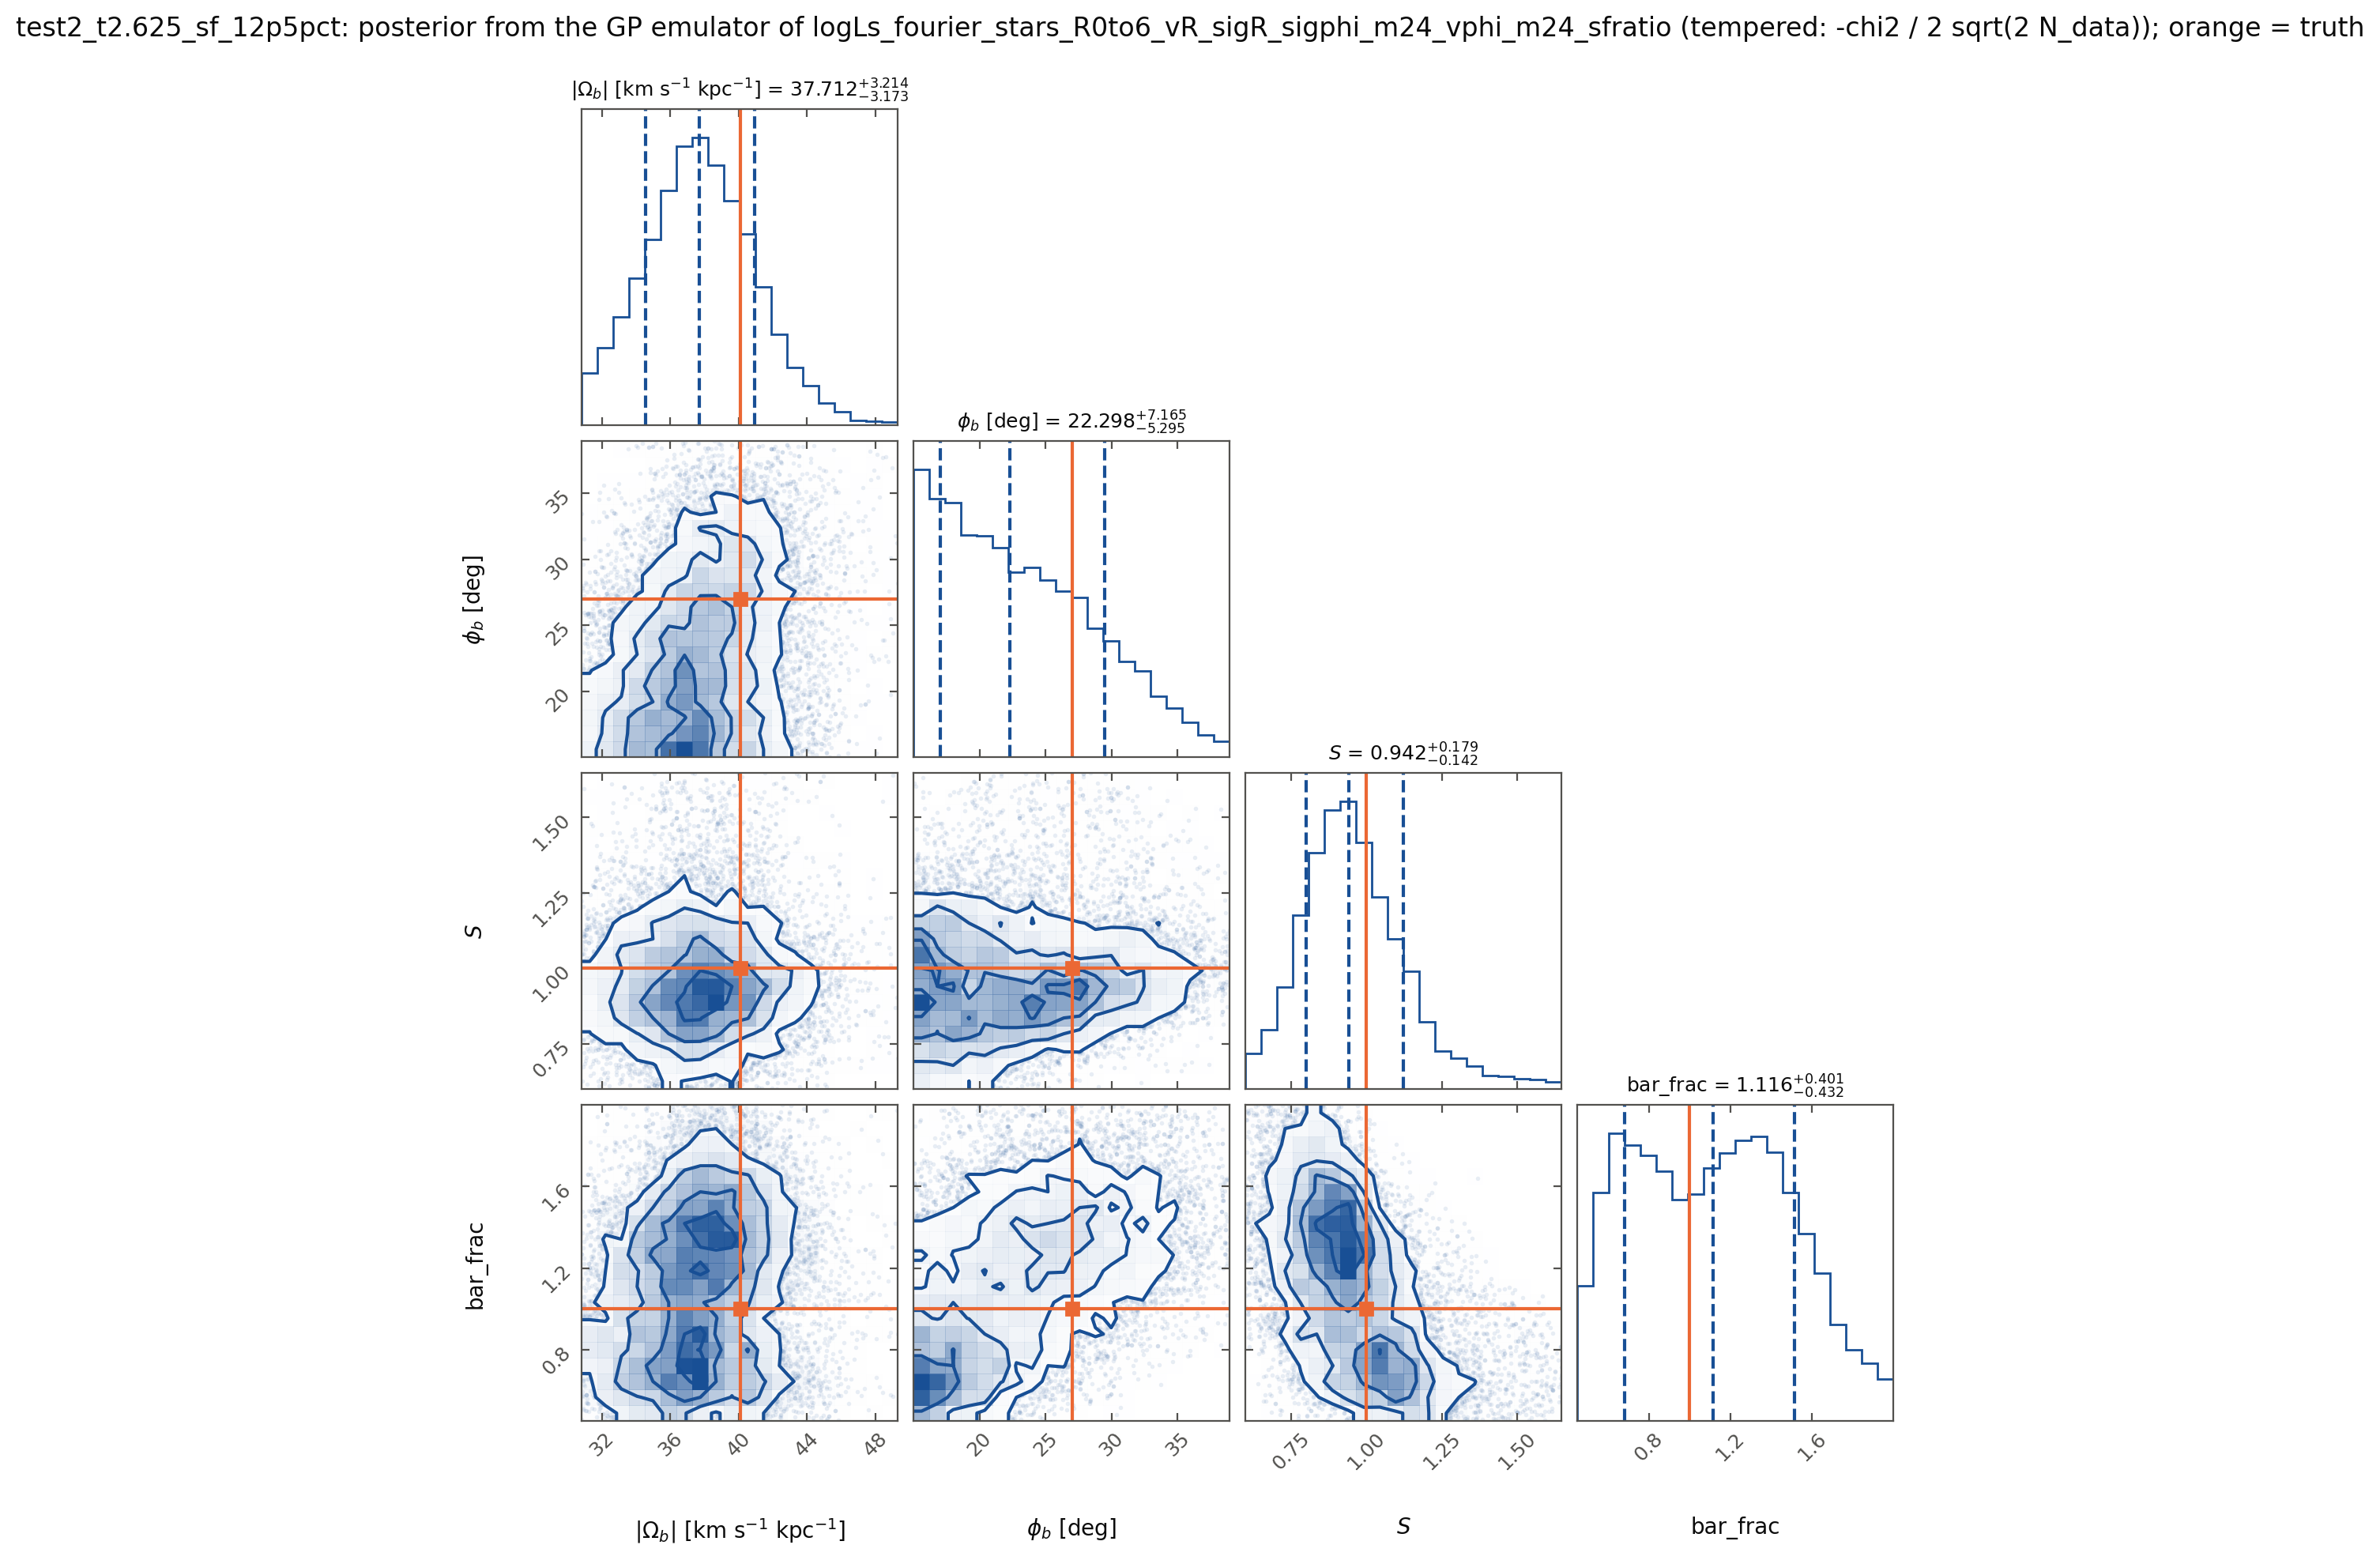 test2_t2.625_sf_12p5pct: posterior from the GP emulator of logLs_fourier_stars_R0to6_vR_sigR_sigphi_m24_vphi_m24_sfratio (tempered: -chi2 / 2 sqrt(2 N_data)); orange = truth
|Ω_b| [km s⁻¹ kpc⁻¹] = 37.712 +3.214 −3.173
ϕ_b [deg] = 22.298 +7.165 −5.295
ϕ_b [deg]
35
30
25
20
S = 0.942 +0.179 −0.142
S
1.50
1.25
1.00
0.75
bar_frac = 1.116 +0.401 −0.432
bar_frac
1.6
1.2
0.8
32 36 40 44 48
20 25 30 35
0.75 1.00 1.25 1.50
0.8 1.2 1.6
|Ω_b| [km s⁻¹ kpc⁻¹]
ϕ_b [deg]
S
bar_frac